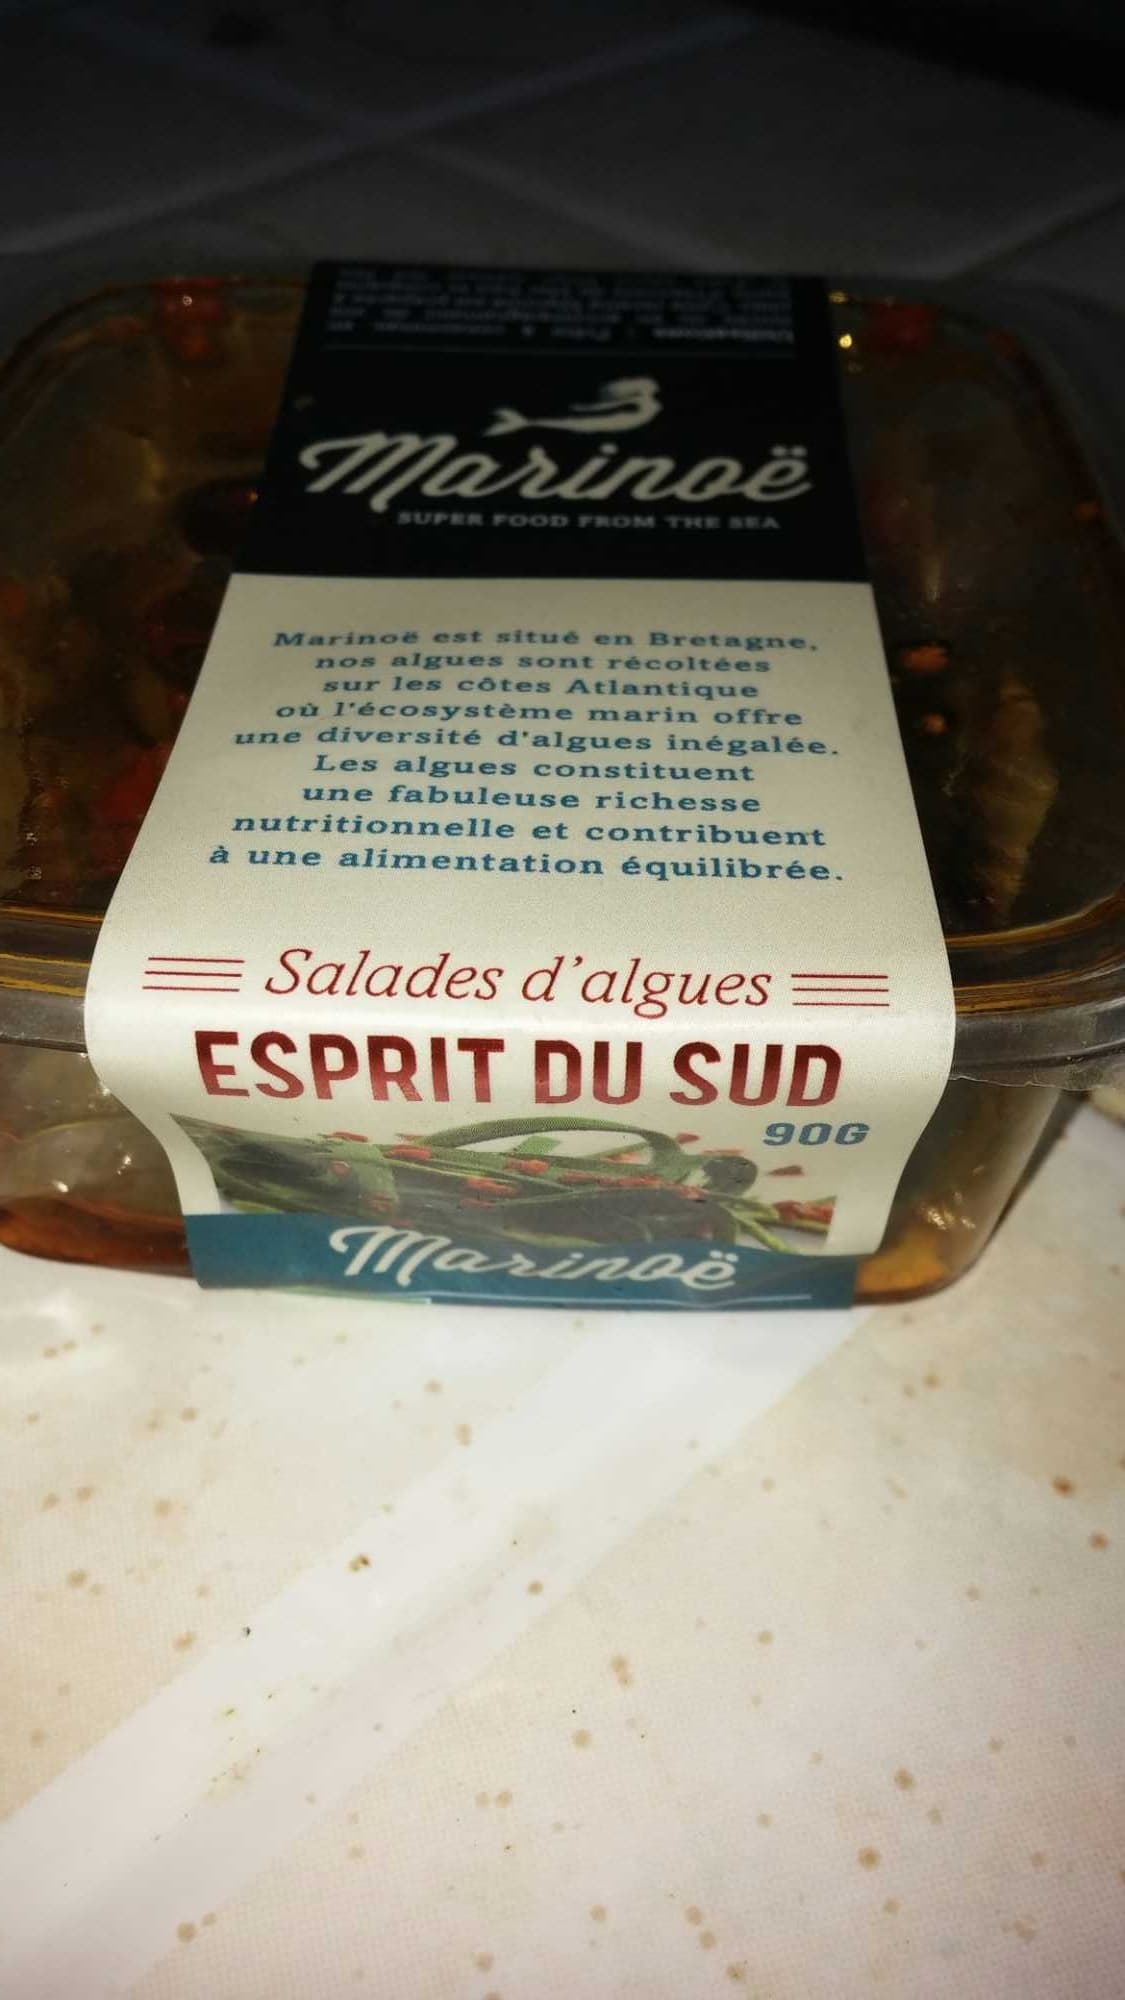 Marinoë
SUPER FOOD FROM THE SEA
Marinoë est situé en Bretagne,
nos algues sont récoltées
sur les côtes Atlantique
où l'écosystème marin offre
une diversité d'algues inégalée.
Les algues constituent
une fabuleuse richesse
nutritionnelle et contribuent
à une alimentation équilibrée.
Salades d'algues
ESPRIT DU SUD
90G
Marinoë